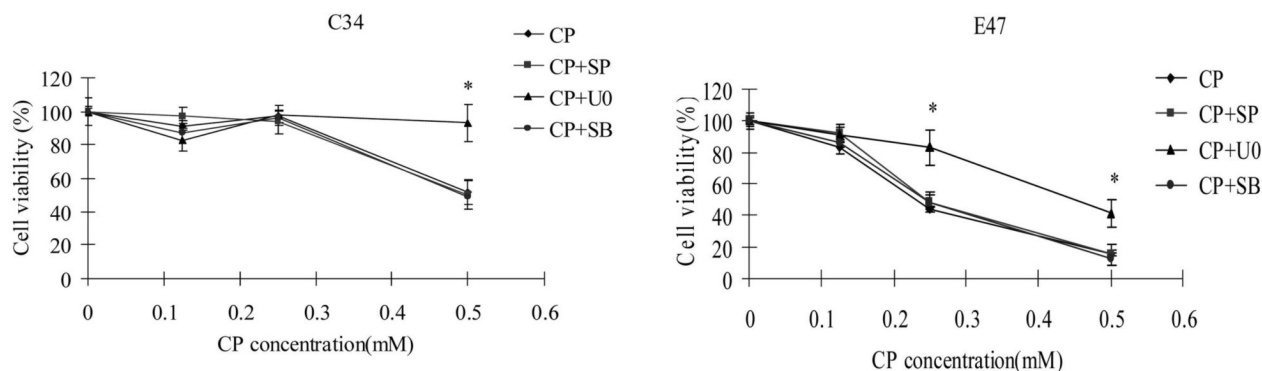 C34
CP
CP+SP
CP+U0
CP+SB
Cell viability (%)
120
100
80
60
40
20
0
*
0 0.1 0.2 0.3 0.4 0.5 0.6
CP concentration(mM)
E47
CP
CP+SP
CP+U0
CP+SB
Cell viability(%)
120
100
80
60
40
20
0
*
*
0 0.1 0.2 0.3 0.4 0.5 0.6
CP concentration(mM)